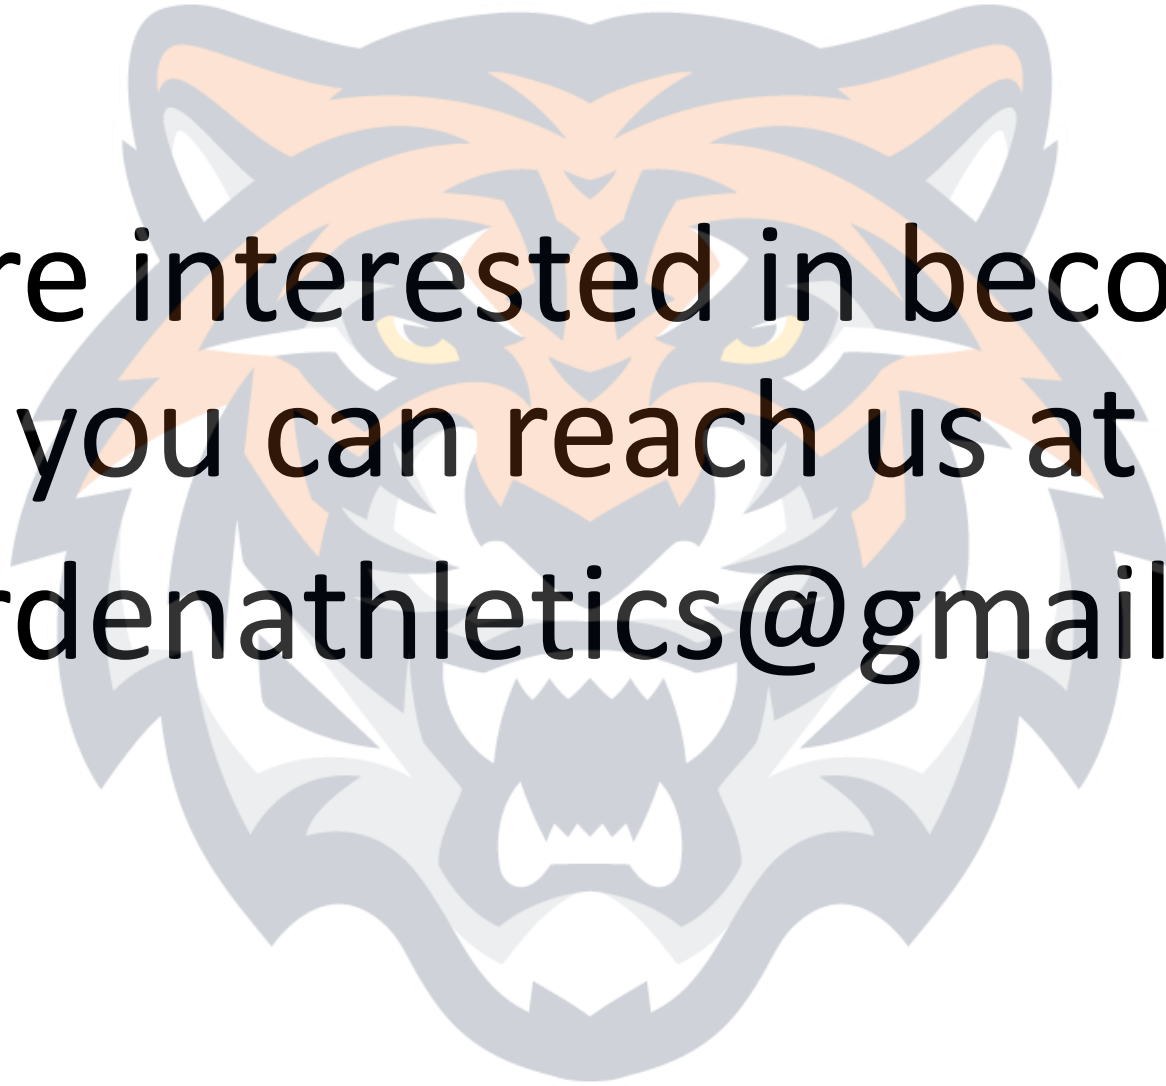 re interested in beco
you can reach us at
rdenathletics@gmail